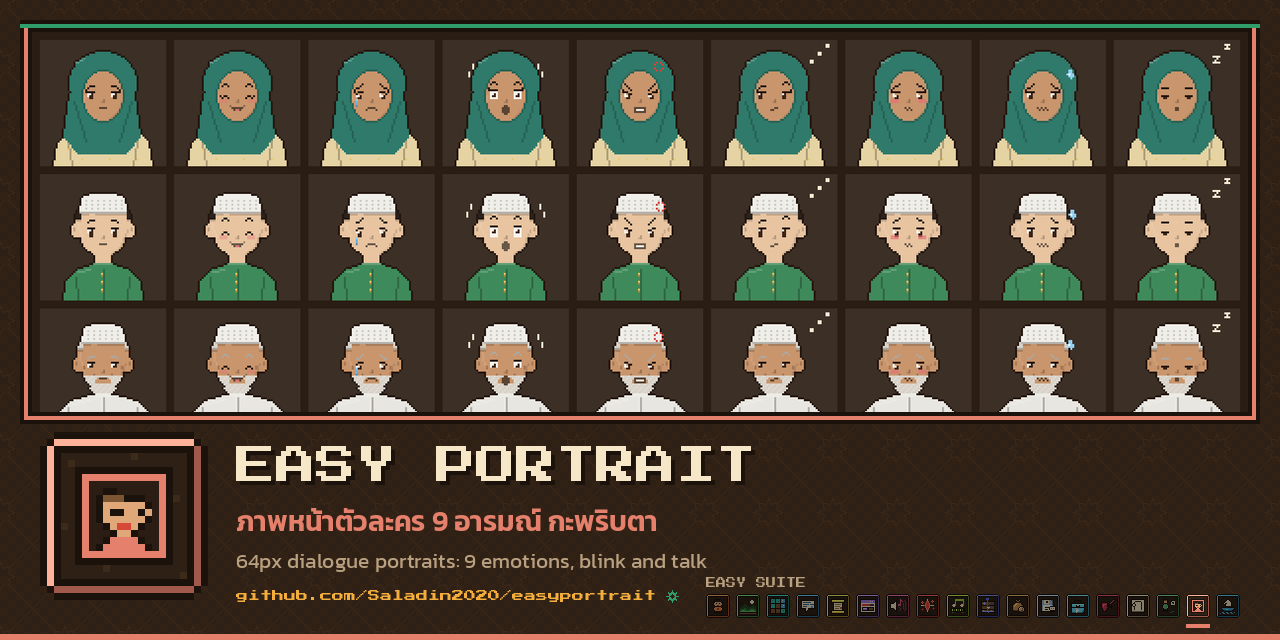 z z
z z
z z
EASY PORTRAIT
ภาพหน้าตัวละคร 9 อารมณ์ กะพริบตา
64px dialogue portraits: 9 emotions, blink and talk
github.com/Saladin2020/easyportrait
EASY SUITE